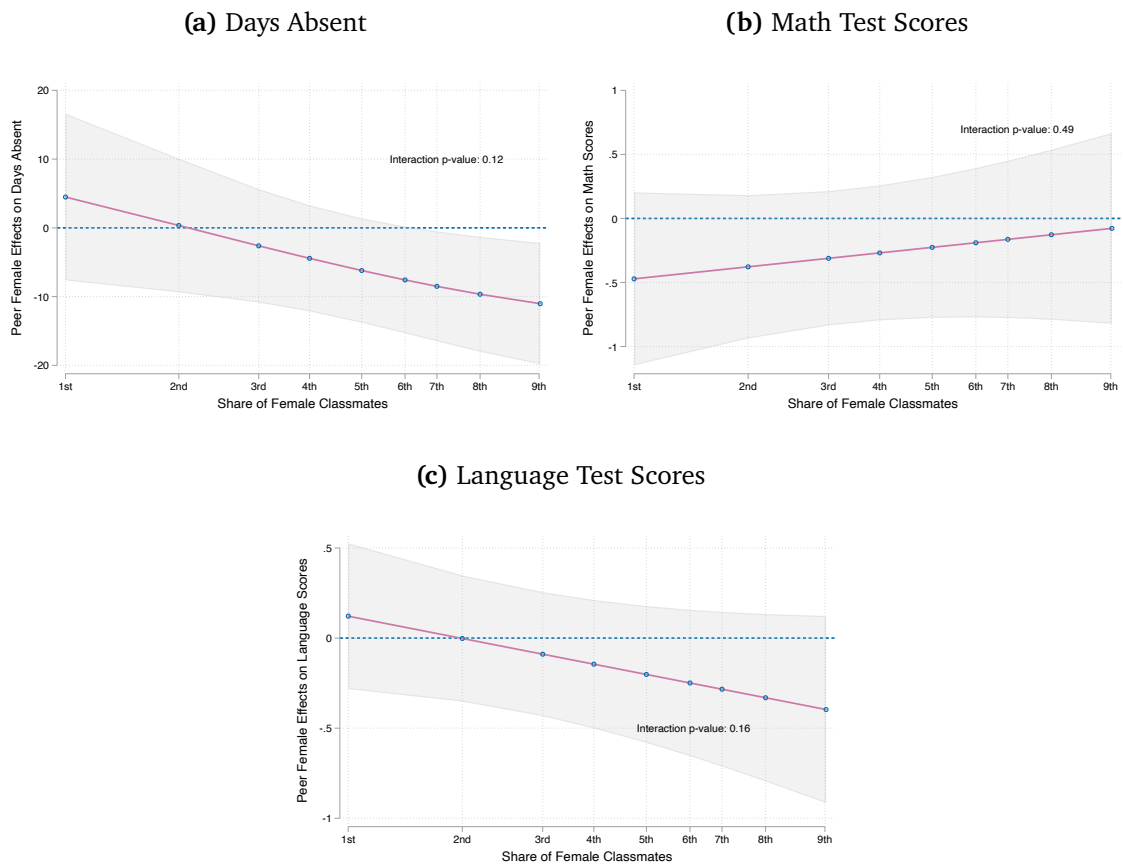 (a) Days Absent
Peer Female Effects on Days Absent
20
10
0
-10
-20
Interaction p-value: 0.12
1st 2nd 3rd 4th 5th 6th 7th 8th 9th
Share of Female Classmates
(b) Math Test Scores
Peer Female Effects on Math Scores
1
.5
0
-.5
-1
Interaction p-value: 0.49
1st 2nd 3rd 4th 5th 6th 7th 8th 9th
Share of Female Classmates
(c) Language Test Scores
Peer Female Effects on Language Scores
.5
0
-.5
-1
Interaction p-value: 0.16
1st 2nd 3rd 4th 5th 6th 7th 8th 9th
Share of Female Classmates